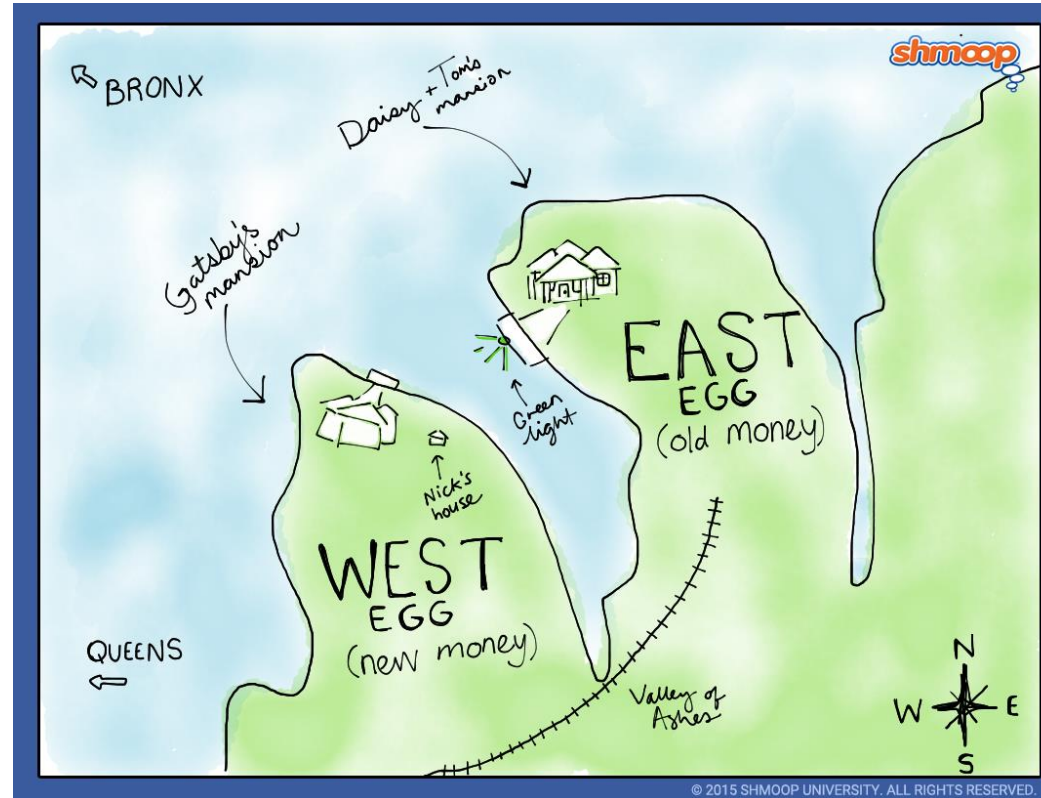 shmoop
BRONX
Daisy + Tom's
mansion
Gatsby's
mansion
Green
light
EAST
EGG
(old money)
Nick's
house
WEST
EGG
(new money)
QUEENS
Valley of
Ashes
N
W E
S
© 2015 SHMOOP UNIVERSITY. ALL RIGHTS RESERVED.